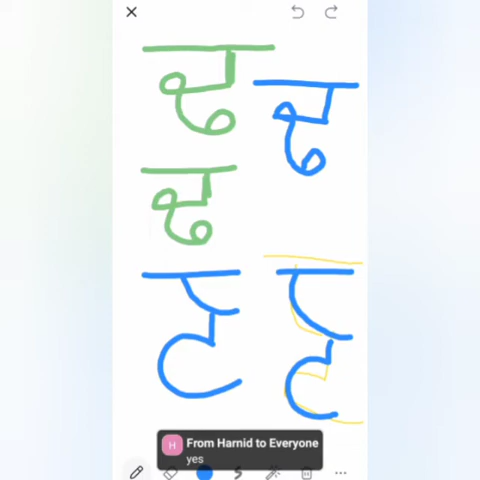 ਫ ਫ
ਫ
ਹ ਹ
From Harnid to Everyone
yes